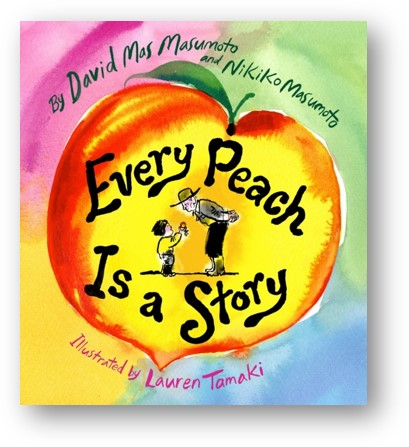 By David Mas Masumoto
and Nikiko Masumoto
Every Peach
Is a Story
Illustrated by Lauren Tamaki